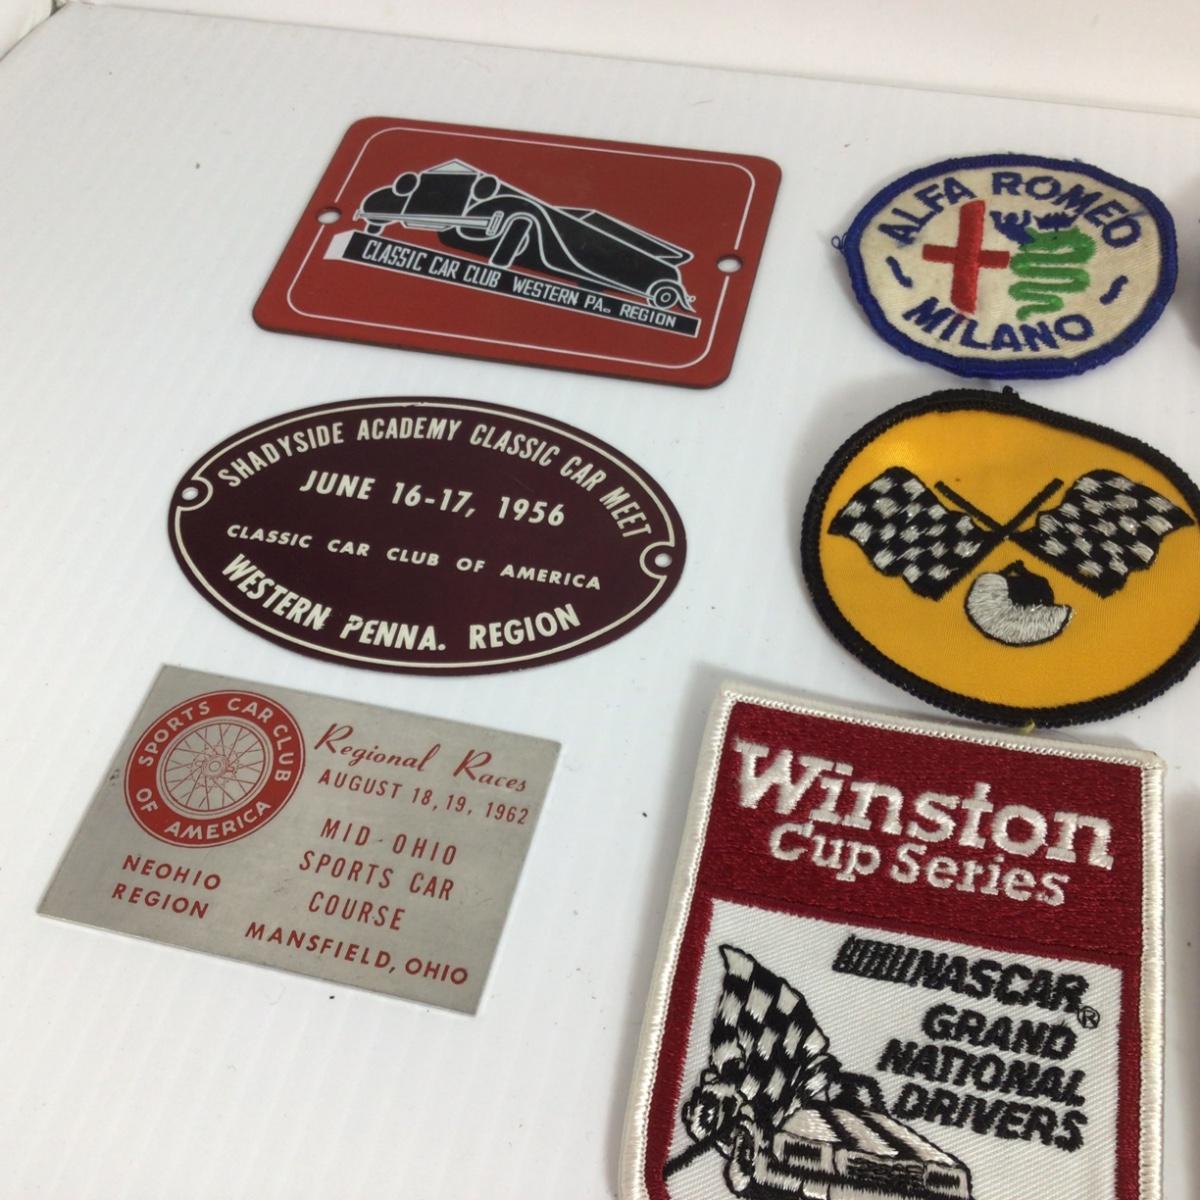 CLASSIC CAR CLUB WESTERN PA. REGION
ALFA ROMEO
MILANO
SHADYSIDE ACADEMY CLASSIC CAR MEET
JUNE 16-17, 1956
CLASSIC CAR CLUB OF AMERICA
WESTERN PENNA. REGION
SPORTS CAR CLUB
OF AMERICA
NEOHIO
REGION
Regional Races
AUGUST 18, 19, 1962
MID-OHIO
SPORTS CAR
COURSE
MANSFIELD, OHIO
Winston
Cup Series
NASCAR®
GRAND
NATIONAL
DRIVERS